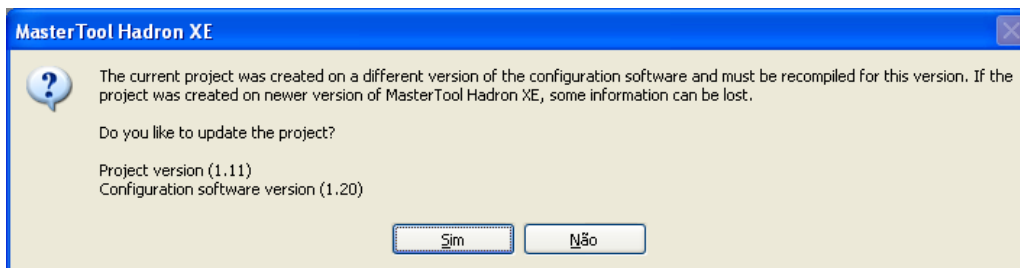 MasterTool Hadron XE
The current project was created on a different version of the configuration software and must be recompiled for this version. If the
project was created on newer version of MasterTool Hadron XE, some information can be lost.
Do you like to update the project?
Project version (1.11)
Configuration software version (1.20)
Sim
Não